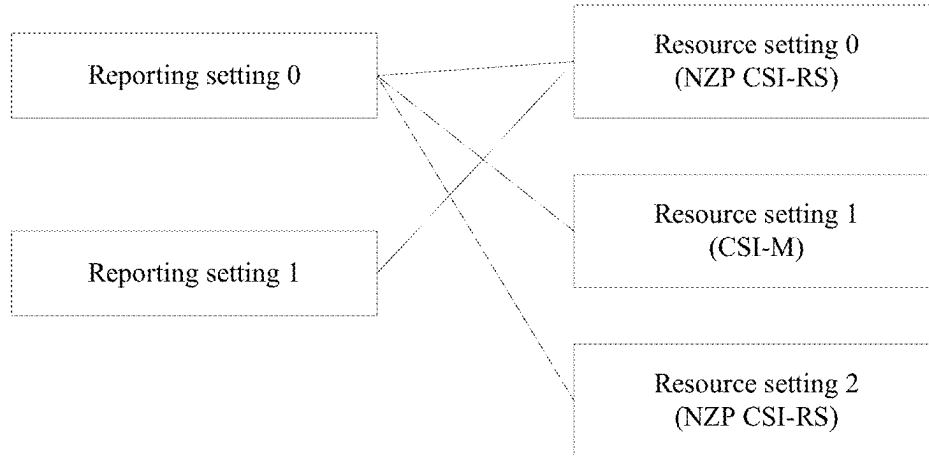 Reporting setting 0
Resource setting 0
(NZP CSI-RS)
Resource setting 1
(CSI-M)
Reporting setting 1
Resource setting 2
(NZP CSI-RS)